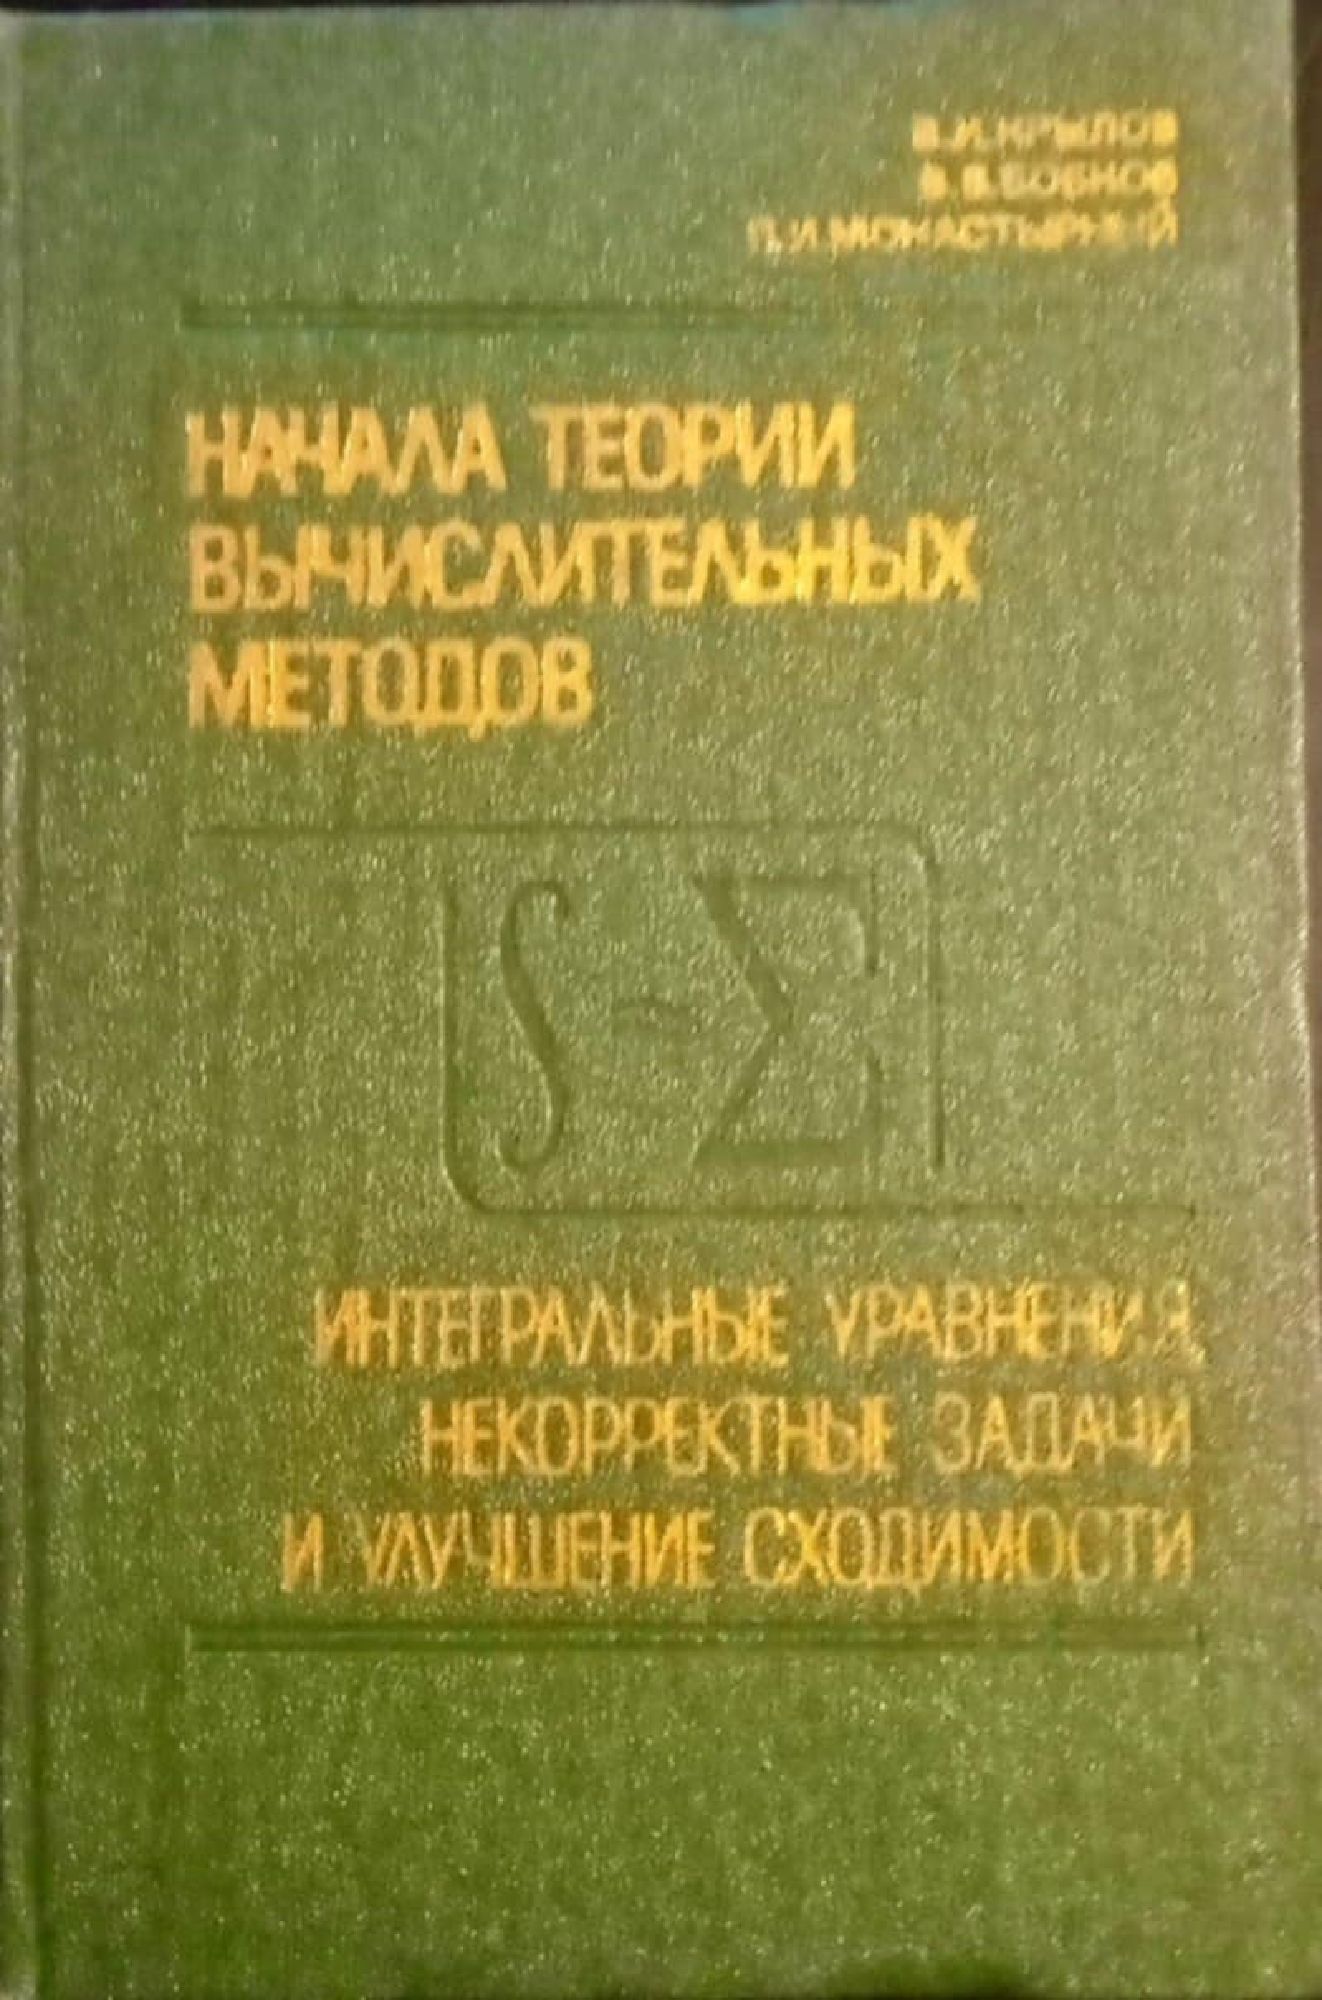 В.И.КРЫЛОВ
В.В.БОБКОВ
П.И.МОНАСТЫРНЫЙ
НАЧАЛА ТЕОРИИ
ВЫЧИСЛИТЕЛЬНЫХ
МЕТОДОВ
∫ ~ Σ
ИНТЕГРАЛЬНЫЕ УРАВНЕНИЯ,
НЕКОРРЕКТНЫЕ ЗАДАЧИ
И УЛУЧШЕНИЕ СХОДИМОСТИ